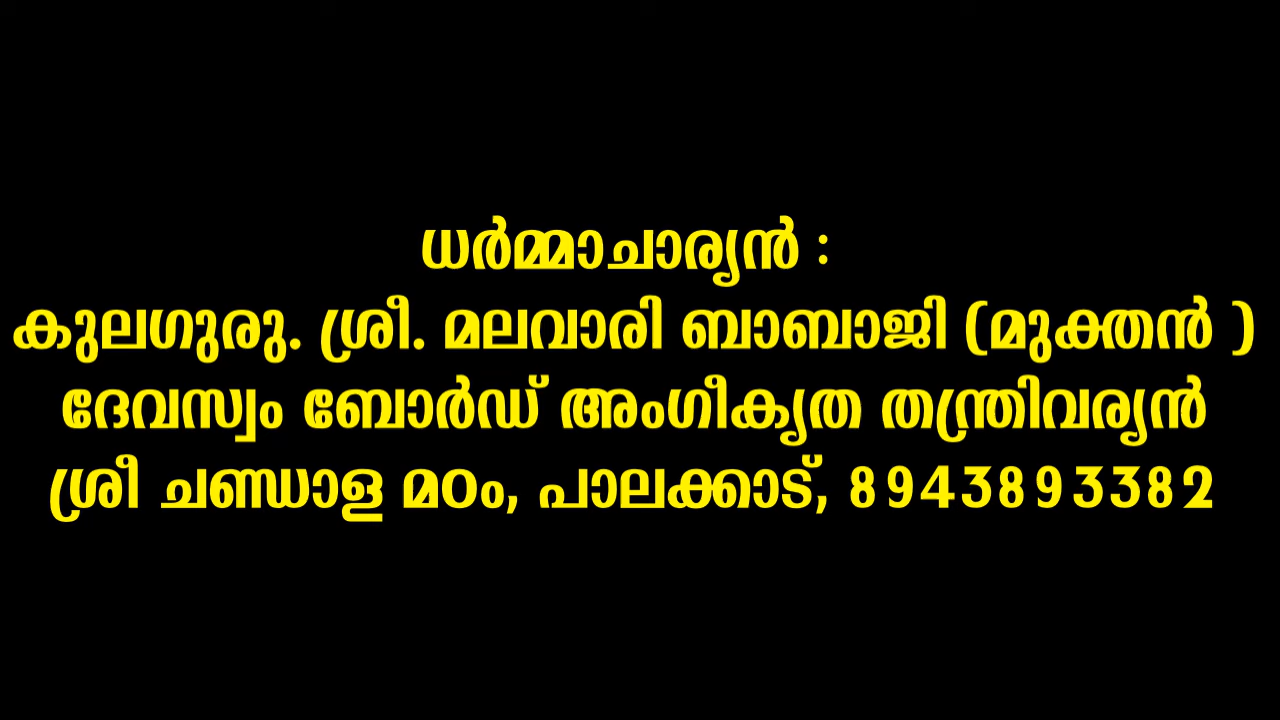 ധർമ്മാചാര്യൻ :
കുലഗുരു. ശ്രീ. മലവാരി ബാബാജി (മുക്തൻ )
ദേവസ്വം ബോർഡ് അംഗീകൃത തന്ത്രിവര്യൻ
ശ്രീ ചണ്ഡാള മഠം, പാലക്കാട്, 8943893382